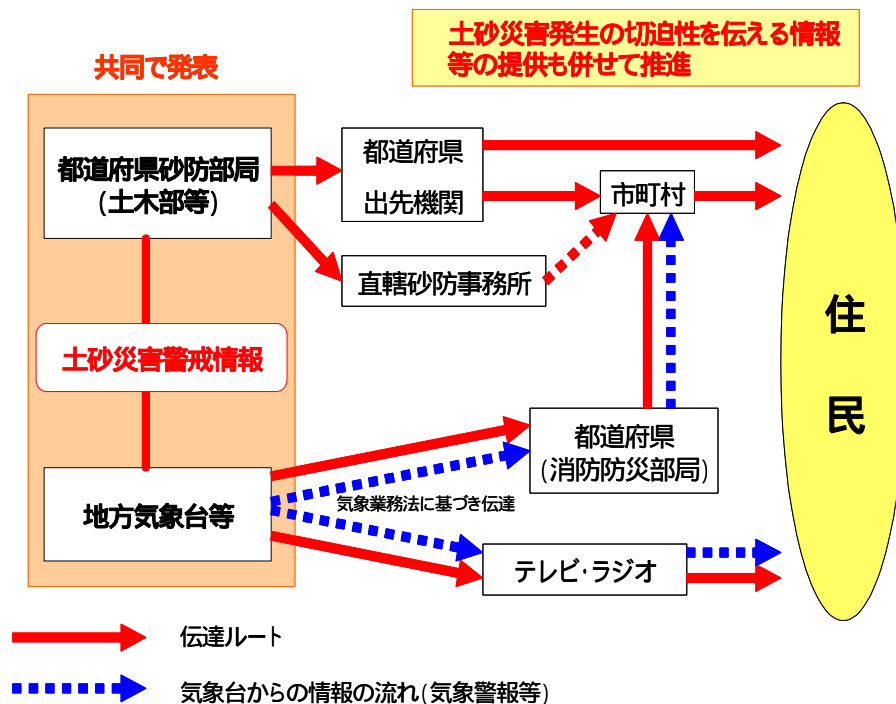 土砂災害発生の切迫性を伝える情報
等の提供も併せて推進
共同で発表
都道府県砂防部局
(土木部等)
都道府県
出先機関
市町村
直轄砂防事務所
土砂災害警戒情報
住
民
都道府県
(消防防災部局)
気象業務法に基づき伝達
地方気象台等
テレビ・ラジオ
伝達ルート
気象台からの情報の流れ(気象警報等)